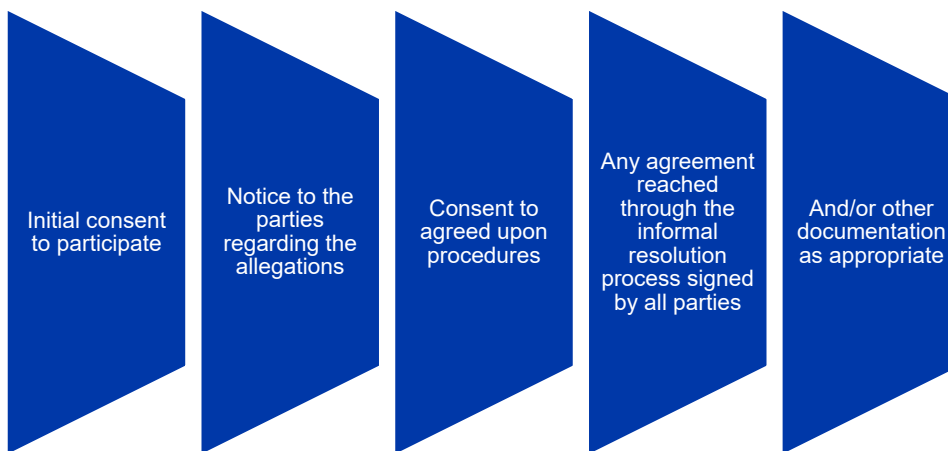 Initial consent
to participate
Notice to the
parties
regarding the
allegations
Consent to
agreed upon
procedures
Any agreement
reached
through the
informal
resolution
process signed
by all parties
And/or other
documentation
as appropriate